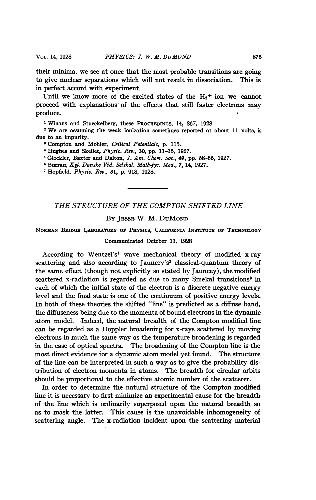 VOL. 14, 1928 PHYSICS: J. W. M. DUMOND 875
their minima we see at once that the most probable transitions are going
to give nuclear separations which will not result in dissociation. This is
in perfect accord with experiment.
Until we know more of the excited states of the H₂⁺ ion we cannot
proceed with explanations of the effects that still faster electrons may
produce.
¹ Winans and Stueckelberg, these PROCEEDINGS, 14, 867, 1928.
² We are assuming the weak ionization sometimes reported at about 11 volts is
due to an impurity.
³ Compton and Mohler, Critical Potentials, p. 115.
⁴ Hughes and Skellet, Physic. Rev., 30, pp. 11-35, 1927.
⁵ Glockler, Baxter and Dalton, J. Am. Chem. Soc., 49, pp. 58-65, 1927.
⁶ Burrau, Kgl. Danske Vid. Selskab. Math-fys. Med., 7, 14, 1927.
⁷ Hopfield, Physic. Rev., 31, p. 918, 1928.
THE STRUCTURE OF THE COMPTON SHIFTED LINE
BY JESSE W. M. DUMOND
NORMAN BRIDGE LABORATORY OF PHYSICS, CALIFORNIA INSTITUTE OF TECHNOLOGY
Communicated October 11, 1928
According to Wentzel's¹ wave mechanical theory of modified x-ray
scattering and also according to Jauncey's² classical-quantum theory of
the same effect (though not explicitly so stated by Jauncey), the modified
scattered x-radiation is regarded as due to many Smekal transitions³ in
each of which the initial state of the electron is a discrete negative energy
level and the final state is one of the continuum of positive energy levels.
In both of these theories the shifted "line" is predicted as a diffuse band,
the diffuseness being due to the momenta of bound electrons in the dynamic
atom model. Indeed, the natural breadth of the Compton modified line
can be regarded as a Doppler broadening for x-rays scattered by moving
electrons in much the same way as the temperature broadening is regarded
in the case of optical spectra. The broadening of the Compton line is the
most direct evidence for a dynamic atom model yet found. The structure
of the line can be interpreted in such a way as to give the probability dis-
tribution of electron momenta in atoms. The breadth for circular orbits
should be proportional to the effective atomic number of the scatterer.
In order to determine the natural structure of the Compton modified
line it is necessary to first minimize an experimental cause for the breadth
of the line which is ordinarily superposed upon the natural breadth so
as to mask the latter. This cause is the unavoidable inhomogeneity of
scattering angle. The x-radiation incident upon the scattering material